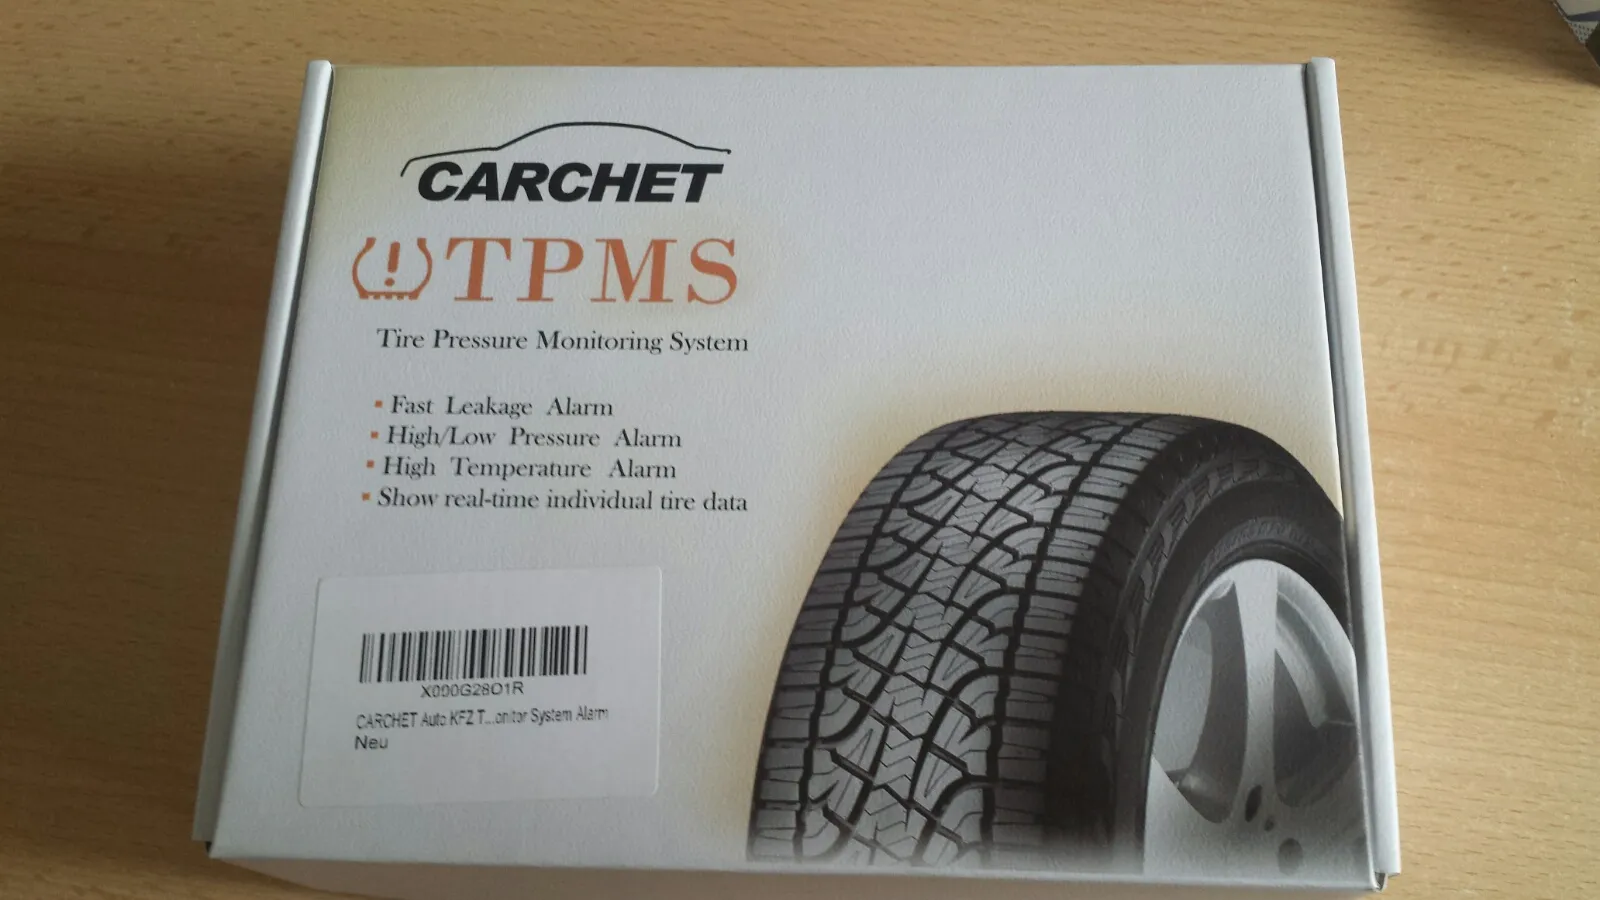 CARCHET
TPMS
Tire Pressure Monitoring System
▪ Fast Leakage Alarm
▪ High/Low Pressure Alarm
▪ High Temperature Alarm
▪ Show real-time individual tire data
X000G28O1R
CARCHET Auto KFZ T...onitor System Alarm
Neu